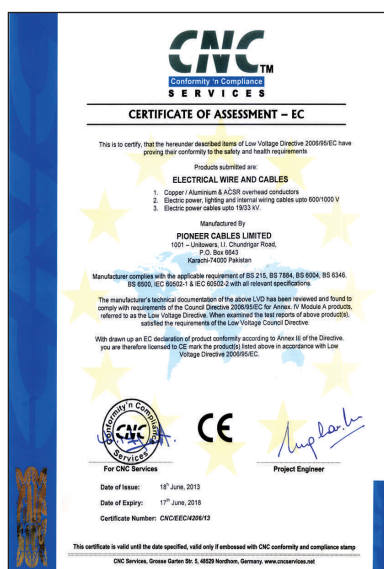 CNC TM
Conformity 'n Compliance
SERVICES
CERTIFICATE OF ASSESSMENT – EC
This is to certify, that the hereunder described items of Low Voltage Directive 2006/95/EC have
proving their conformity to the safety and health requirements
Products submitted are:
ELECTRICAL WIRE AND CABLES
1. Copper / Aluminium & ACSR overhead conductors
2. Electric power, lighting and internal wiring cables upto 600/1000 V
3. Electric power cables upto 19/33 kV.
Manufactured By
PIONEER CABLES LIMITED
1001 – Unitowers, I.I. Chundrigar Road,
P.O. Box 6643
Karachi-74000 Pakistan
Manufacturer complies with the applicable requirement of BS 215, BS 7884, BS 6004, BS 6346,
BS 6500, IEC 60502-1 & IEC 60502-2 with all relevant specifications.
The manufacturer's technical documentation of the above LVD has been reviewed and found to
comply with requirements of the Council Directive 2006/95/EC for Annex. IV Module A products,
referred to as the Low Voltage Directive. When examined the test reports of above product(s),
satisfied the requirements of the Low Voltage Council Directive.
With drawn up an EC declaration of product conformity according to Annex III of the Directive.
you are therefore licensed to CE mark the product(s) listed above in accordance with Low
Voltage Directive 2006/95/EC.
Conformity'n Compliance
CNC
Services
CE
For CNC Services
Project Engineer
Date of Issue: 18th June, 2013
Date of Expiry: 17th June, 2018
Certificate Number: CNC/EEC/4206/13
This certificate is valid until the date specified, valid only if embossed with CNC conformity and compliance stamp
CNC Services, Grosse Garten Str. 5, 48529 Nordhorn, Germany. www.cncservices.net